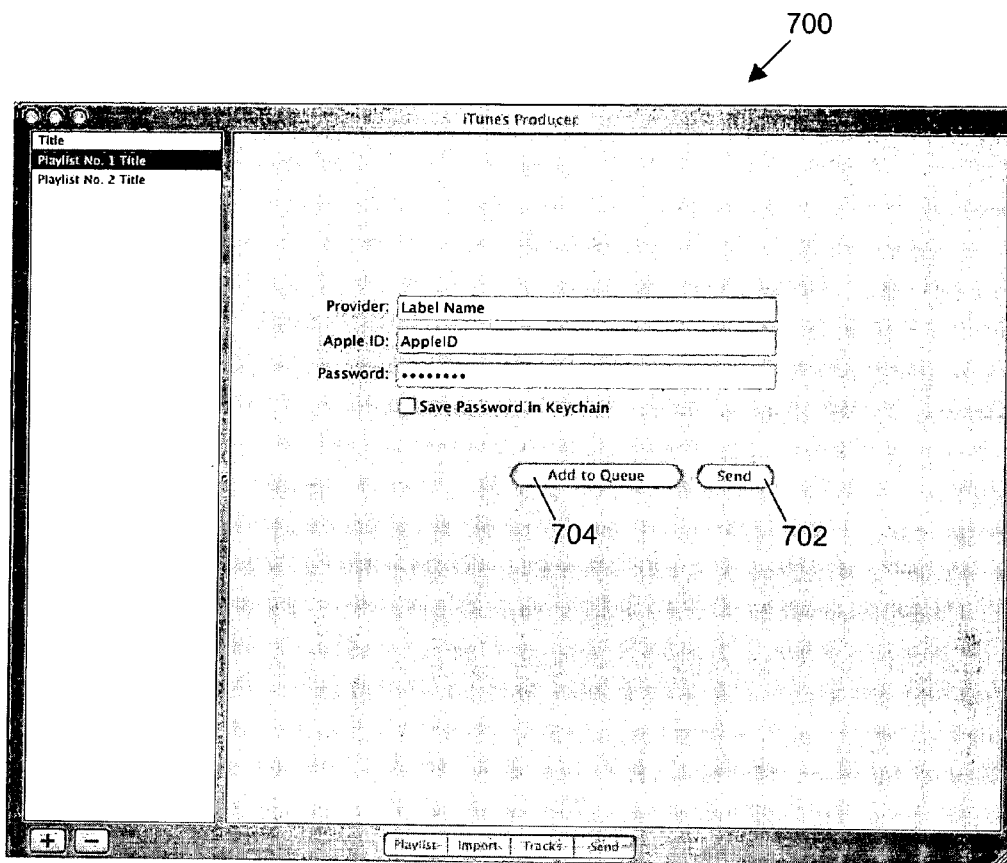 700
iTunes Producer
Title
Playlist No. 1 Title
Playlist No. 2 Title
Provider: Label Name
Apple ID: AppleID
Password: ••••••••
Save Password in Keychain
Add to Queue Send
704 702
+ −
Playlist Import Tracks Send